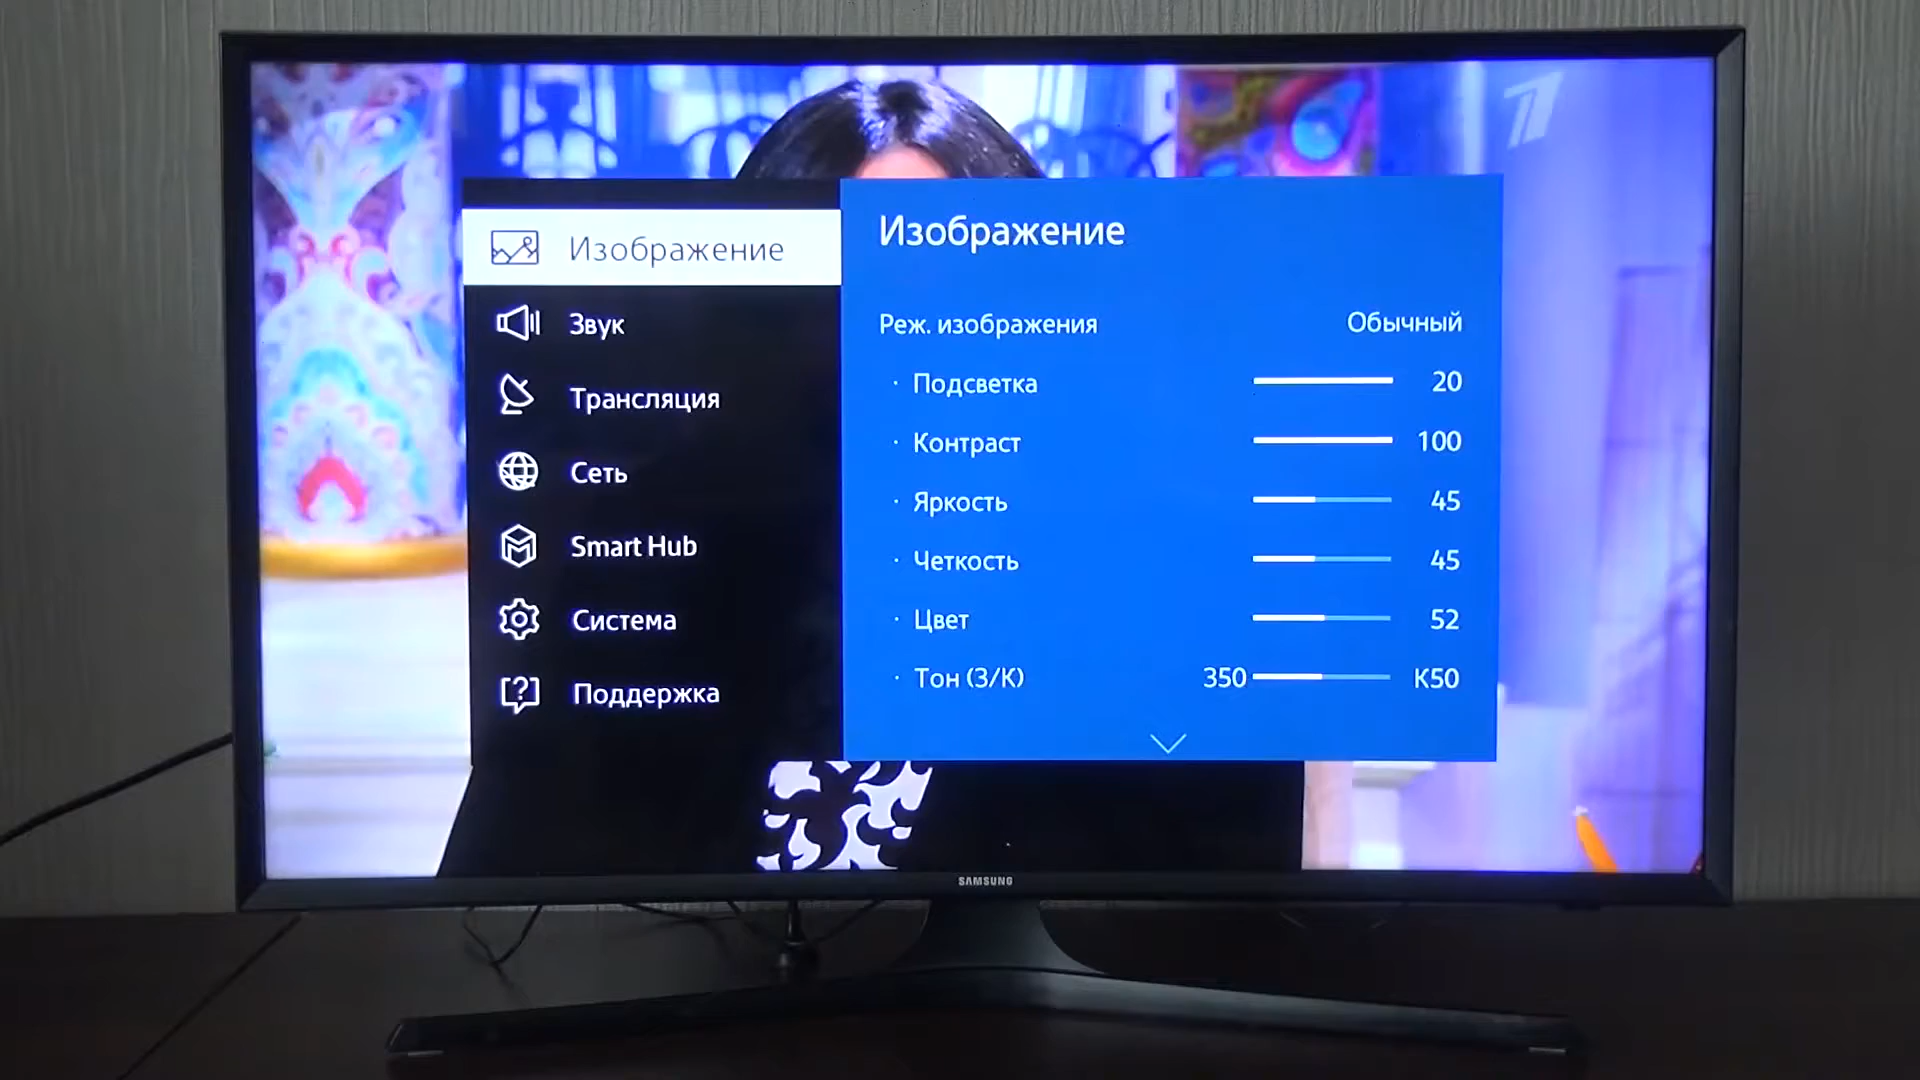 Изображение
Звук
Трансляция
Сеть
Smart Hub
Система
Поддержка
Изображение
Реж. изображения Обычный
· Подсветка 20
· Контраст 100
· Яркость 45
· Четкость 45
· Цвет 52
· Тон (З/К) З50 К50
SAMSUNG